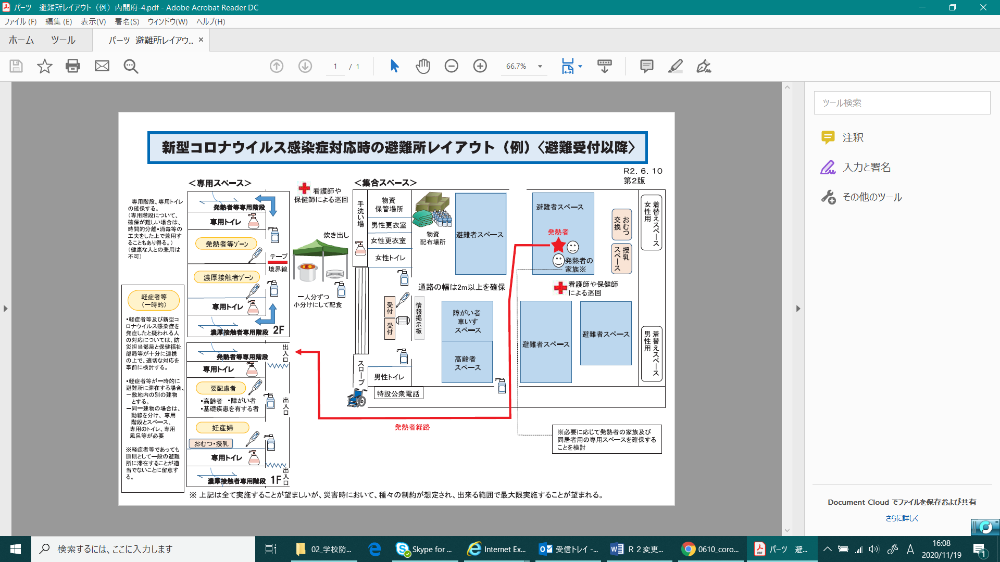 パーツ　避難所レイアウト（例）内閣府-4.pdf - Adobe Acrobat Reader DC
ファイル (F)　編集 (E)　表示(V)　署名(S)　ウィンドウ(W)　ヘルプ(H)
ホーム　ツール　パーツ　避難所レイアウ... ×
1 / 1　66.7%
ツール検索
注釈
入力と署名
その他のツール
Document Cloud でファイルを保存および共有
さらに詳しく
新型コロナウイルス感染症対応時の避難所レイアウト（例）〈避難受付以降〉
R2. 6. 10
第2版
＜専用スペース＞
専用階段、専用トイレ
の確保する。
（専用階段について、
確保が難しい場合は、
時間的分離・消毒等の
工夫をした上で兼用す
ることもあり得る。）
（健康な人との兼用は
不可）
発熱者等専用階段
専用トイレ
発熱者等ゾーン
テープ
境界線
濃厚接触者ゾーン
専用トイレ
濃厚接触者専用階段　2F
軽症者等
（一時的）
・軽症者等及び新型コ
ロナウイルス感染症を
発症したと疑われる人
の対応については、防
災担当部局と保健福祉
部局等が十分に連携
の上で、適切な対応を
事前に検討する。
・軽症者等が一時的に
避難所に滞在する場合、
ー敷地内の別の建物
とする。
ー同一建物の場合は、
動線を分け、専用
階段とスペース、
専用のトイレ、専用
風呂等が必要
※軽症者等であっても
原則として一般の避難
所に滞在することが適
当でないことに留意す
る。
出入口
発熱者等専用階段
専用トイレ
要配慮者
・高齢者　・障がい者
・基礎疾患を有する者
出入口
妊産婦
おむつ・授乳
専用トイレ
濃厚接触者専用階段　1F
出入口
看護師や
保健師による巡回
炊き出し
一人分ずつ
小分けにして配食
＜集合スペース＞
手洗い場
物資
保管場所
男性更衣室
女性更衣室
女性トイレ
物資
配布場所
避難者スペース
通路の幅は2m以上を確保
受付
受付
情報掲示板
障がい者
車いす
スペース
高齢者
スペース
スロープ
男性トイレ
特設公衆電話
避難者スペース
発熱者
発熱者の
家族※
おむつ
交換
授乳
スペース
女性用
着替えスペース
看護師や保健師
による巡回
避難者スペース
避難者スペース
男性用
着替えスペース
発熱者経路
※必要に応じて発熱者の家族及び
同居者用の専用スペースを確保する
ことを検討
※ 上記は全て実施することが望ましいが、災害時において、種々の制約が想定され、出来る範囲で最大限実施することが望まれる。
検索するには、ここに入力します
02_学校防...
Skype for ...
Internet Ex...
受信トレイ -...
Ｒ２変更...
0610_coro...
パーツ　避...
A
16:08
2020/11/19
1